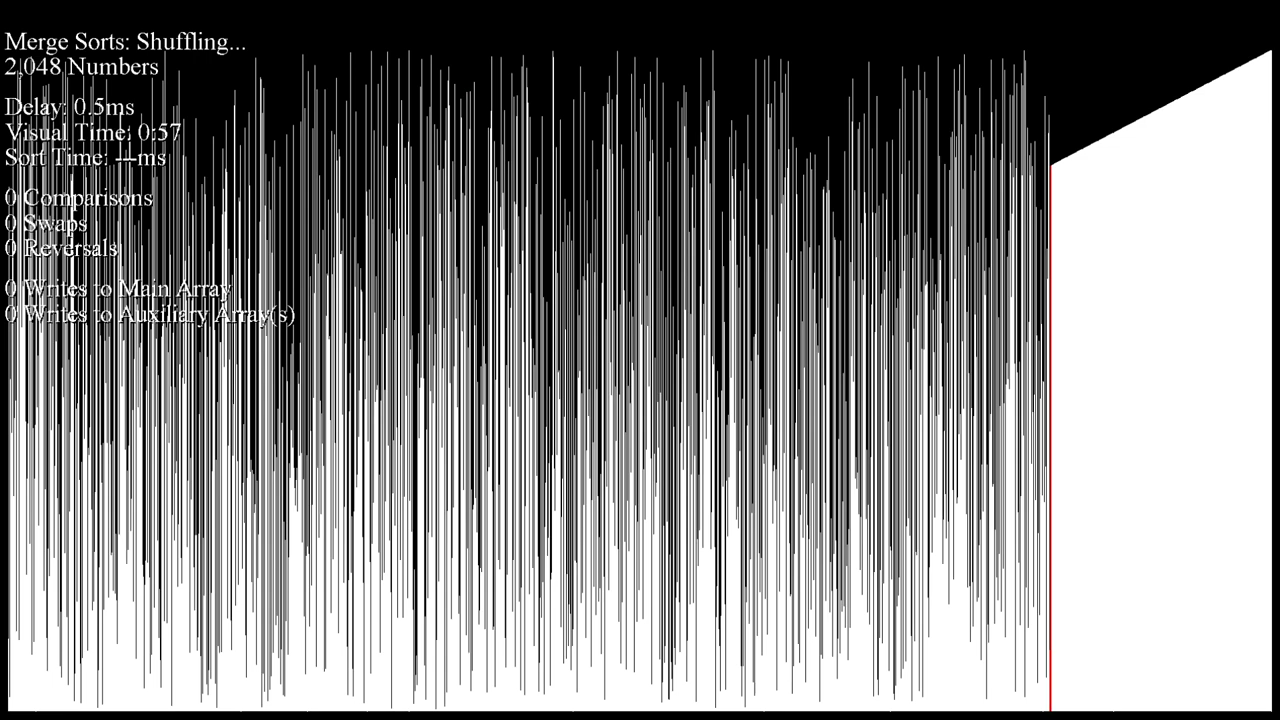 Merge Sorts: Shuffling...
2,048 Numbers
Delay: 0.5ms
Visual Time: 0:57
Sort Time: ---ms
0 Comparisons
0 Swaps
0 Reversals
0 Writes to Main Array
0 Writes to Auxiliary Array(s)